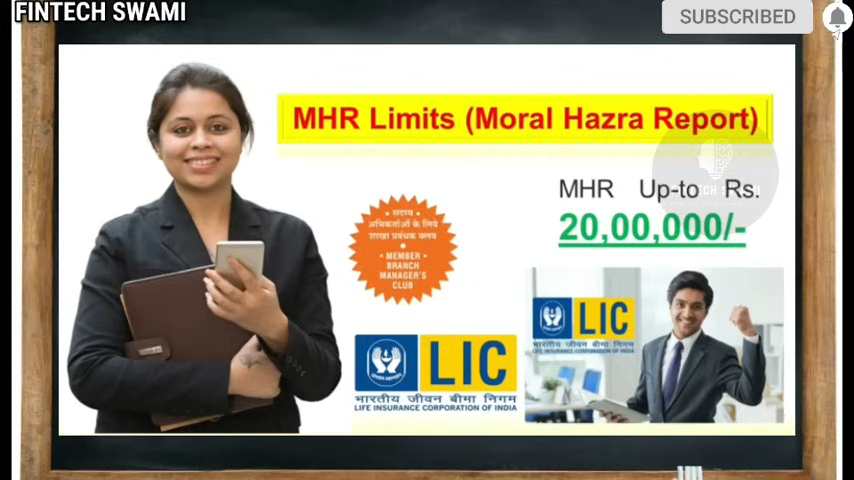 FINTECH SWAMI
SUBSCRIBED
MHR Limits (Moral Hazra Report)
MHR Up-to Rs.
20,00,000/-
सदस्य
अभिकर्ताओं के लिये
शाखा प्रबंधक क्लब
MEMBER
BRANCH
MANAGER'S
CLUB
LIC
भारतीय जीवन बीमा निगम
LIFE INSURANCE CORPORATION OF INDIA
LIC
भारतीय जीवन बीमा निगम
LIFE INSURANCE CORPORATION OF INDIA